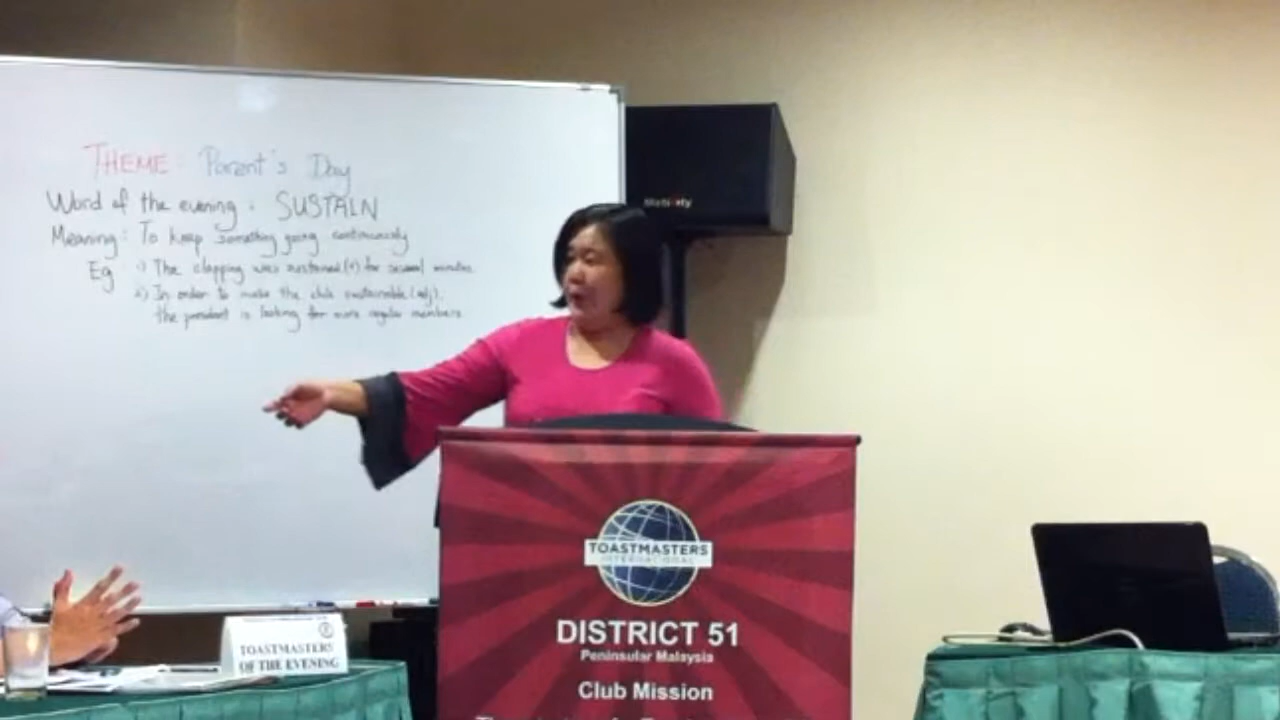 THEME: Parent's Day
Word of the evening: SUSTAIN
Meaning: To keep something going continuously
Eg 1) The clapping was sustained (v) for several minutes
2) In order to make the club sustainable (adj),
the president is looking for more regular members.
TOASTMASTERS
INTERNATIONAL
DISTRICT 51
Peninsular Malaysia
Club Mission
TOASTMASTERS
OF THE EVENING